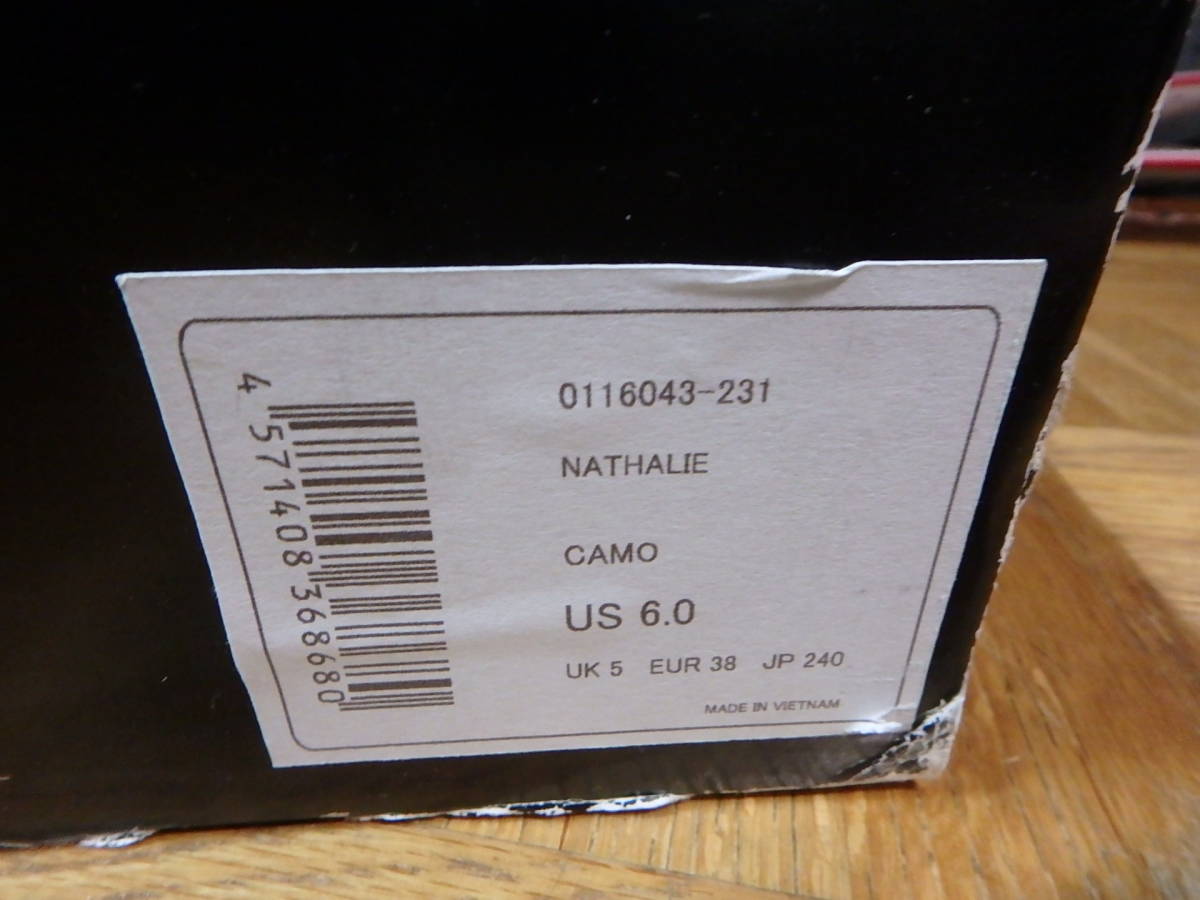 0116043-231
NATHALIE
CAMO
US 6.0
UK 5 EUR 38 JP 240
MADE IN VIETNAM
4 571408 368680